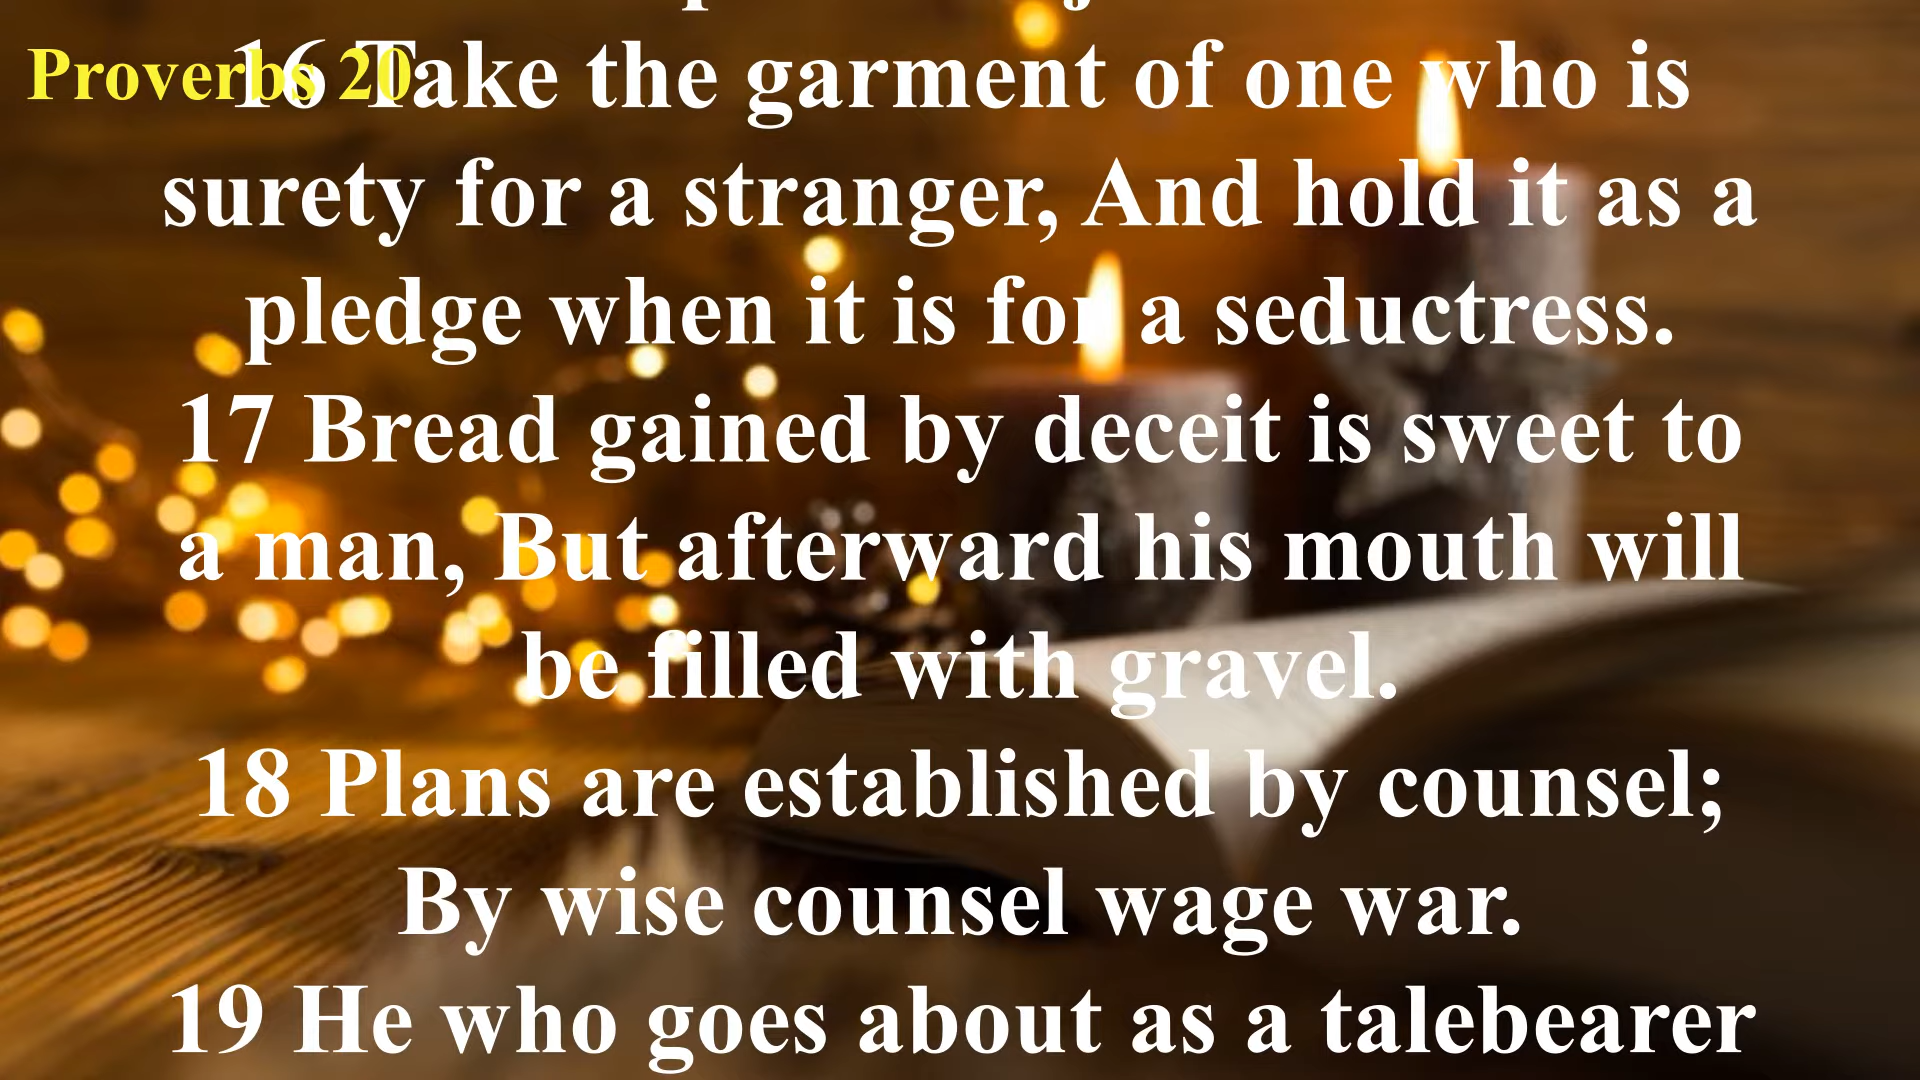 Proverbs 20
16 Take the garment of one who is
surety for a stranger, And hold it as a
pledge when it is for a seductress.
17 Bread gained by deceit is sweet to
a man, But afterward his mouth will
be filled with gravel.
18 Plans are established by counsel;
By wise counsel wage war.
19 He who goes about as a talebearer